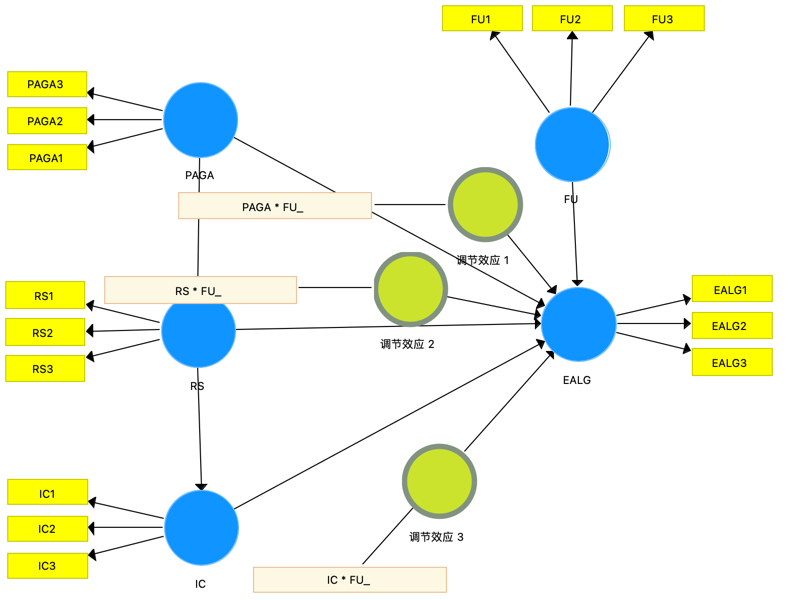 FU1
FU2
FU3
PAGA3
PAGA2
PAGA1
PAGA
FU
PAGA * FU_
调节效应 1
RS * FU_
RS1
RS2
RS3
RS
调节效应 2
EALG1
EALG2
EALG3
EALG
IC1
IC2
IC3
IC
调节效应 3
IC * FU_